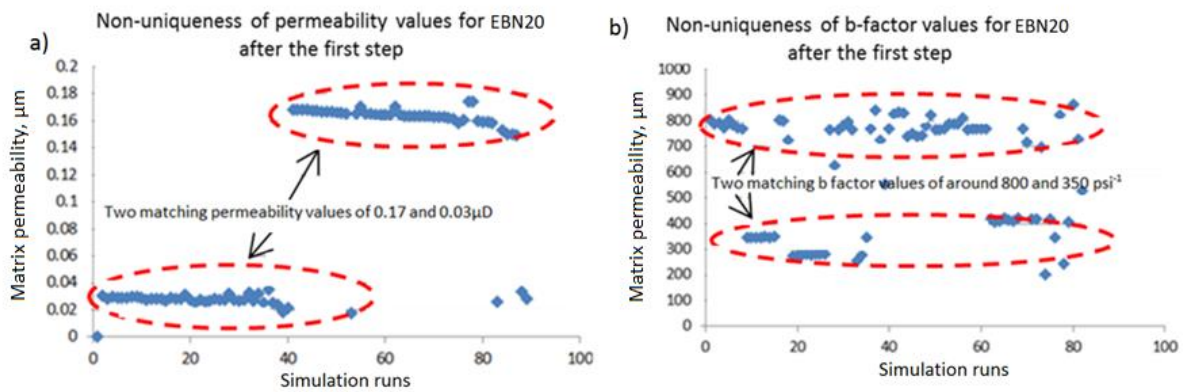 a)
Non-uniqueness of permeability values for EBN20
after the first step
Matrix permeability, µm
0.2
0.18
0.16
0.14
0.12
0.1
0.08
0.06
0.04
0.02
0
Two matching permeability values of 0.17 and 0.03µD
0
20
40
60
80
100
Simulation runs
b)
Non-uniqueness of b-factor values for EBN20
after the first step
Matrix permeability, µm
1000
900
800
700
600
500
400
300
200
100
0
Two matching b factor values of around 800 and 350 psi⁻¹
0
20
40
60
80
100
Simulation runs